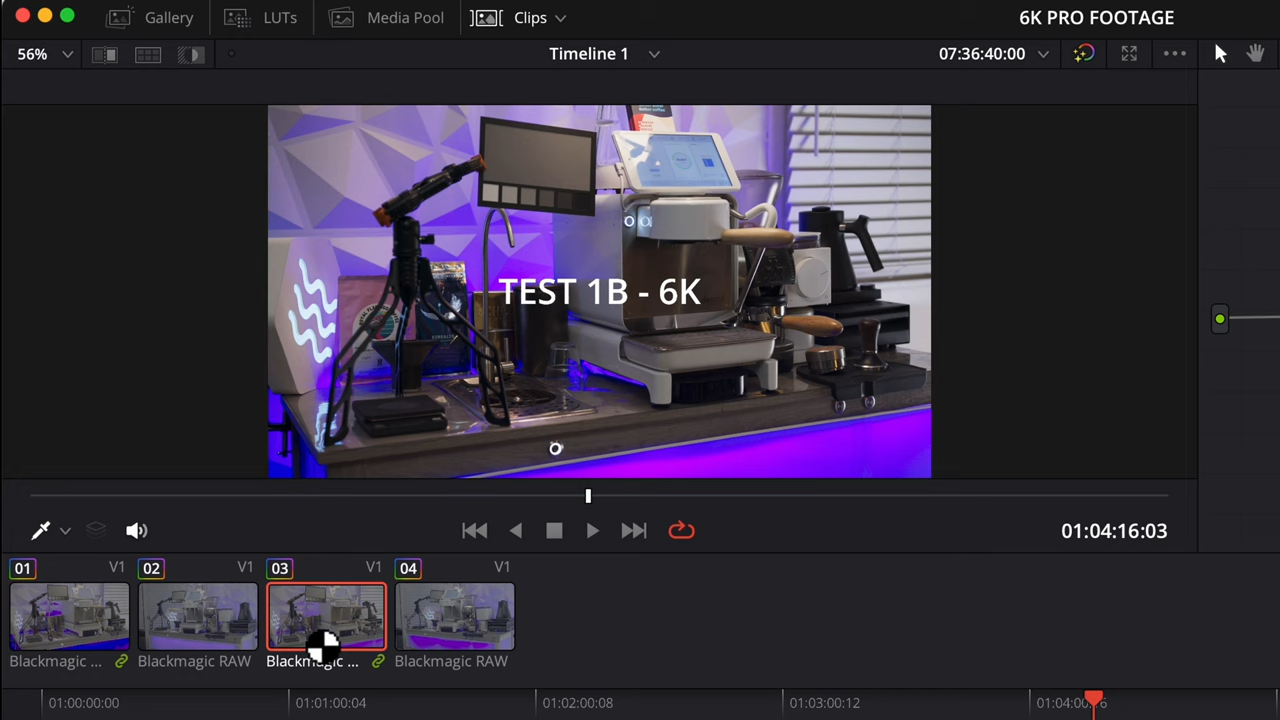 Gallery LUTs Media Pool Clips 6K PRO FOOTAGE
56% Timeline 1 07:36:40:00
TEST 1B - 6K
01:04:16:03
01 V1 02 V1 03 V1 04 V1
Blackmagic ... Blackmagic RAW Blackmagic ... Blackmagic RAW
01:00:00:00 01:01:00:04 01:02:00:08 01:03:00:12